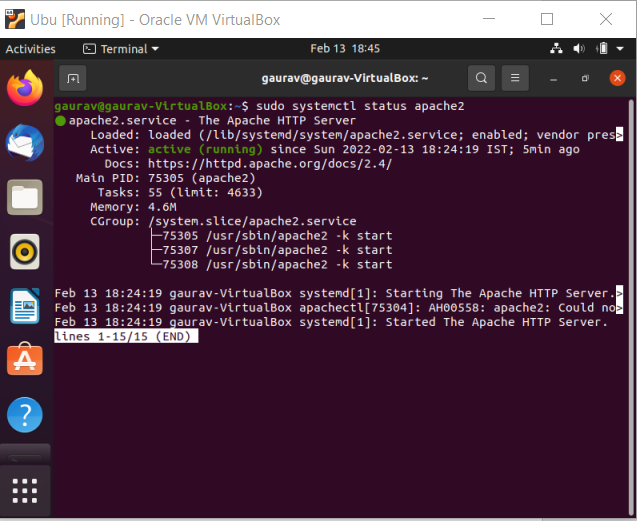 Ubu [Running] - Oracle VM VirtualBox
Activities Terminal Feb 13 18:45
gaurav@gaurav-VirtualBox: ~
gaurav@gaurav-VirtualBox:~$ sudo systemctl status apache2
apache2.service - The Apache HTTP Server
Loaded: loaded (/lib/systemd/system/apache2.service; enabled; vendor pres>
Active: active (running) since Sun 2022-02-13 18:24:19 IST; 5min ago
Docs: https://httpd.apache.org/docs/2.4/
Main PID: 75305 (apache2)
Tasks: 55 (limit: 4633)
Memory: 4.6M
CGroup: /system.slice/apache2.service
├─75305 /usr/sbin/apache2 -k start
├─75307 /usr/sbin/apache2 -k start
└─75308 /usr/sbin/apache2 -k start
Feb 13 18:24:19 gaurav-VirtualBox systemd[1]: Starting The Apache HTTP Server.>
Feb 13 18:24:19 gaurav-VirtualBox apachectl[75304]: AH00558: apache2: Could no>
Feb 13 18:24:19 gaurav-VirtualBox systemd[1]: Started The Apache HTTP Server.
lines 1-15/15 (END)